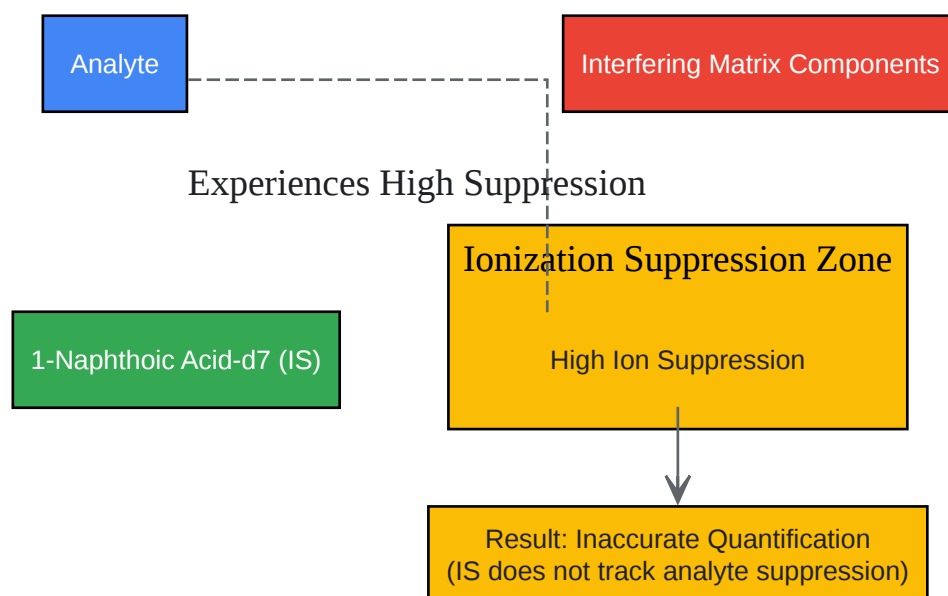 Analyte
Interfering Matrix Components
Experiences High Suppression
Ionization Suppression Zone
1-Naphthoic Acid-d7 (IS)
High Ion Suppression
Result: Inaccurate Quantification
(IS does not track analyte suppression)